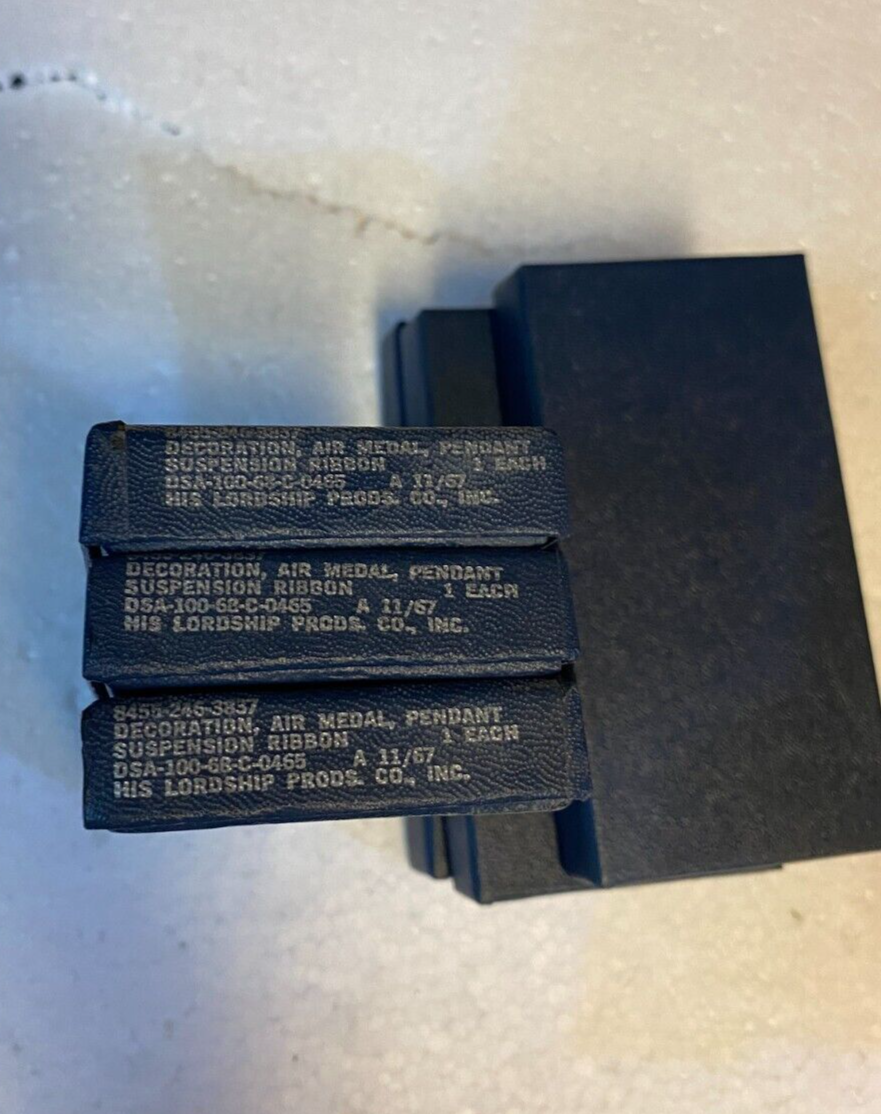 DECORATION, AIR MEDAL, PENDANT
SUSPENSION RIBBON 1 EACH
DSA-100-68-C-0465 A 11/67
HIS LORDSHIP PRODS. CO., INC.
DECORATION, AIR MEDAL, PENDANT
SUSPENSION RIBBON 1 EACH
DSA-100-68-C-0465 A 11/67
HIS LORDSHIP PRODS. CO., INC.
8455-246-3837
DECORATION, AIR MEDAL, PENDANT
SUSPENSION RIBBON 1 EACH
DSA-100-68-C-0465 A 11/67
HIS LORDSHIP PRODS. CO., INC.